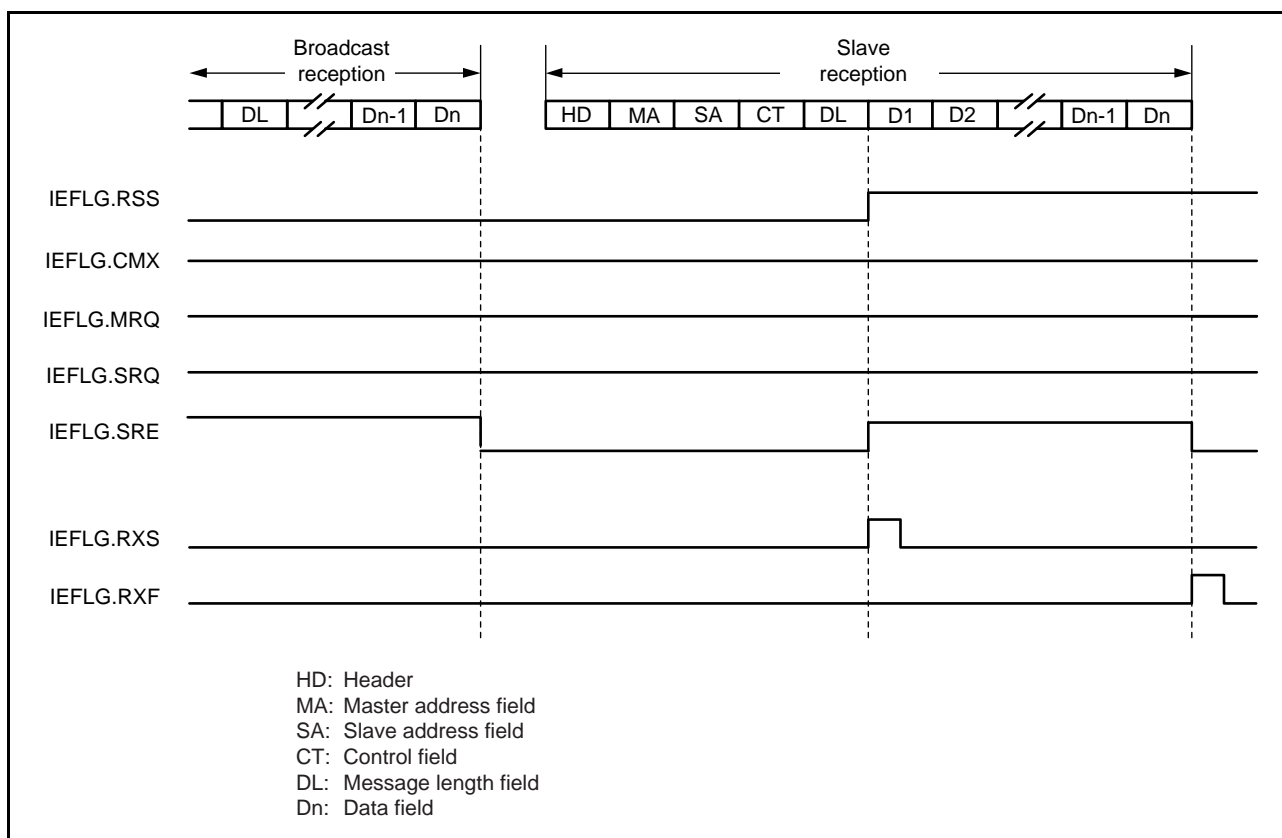 Broadcast
reception
Slave
reception
DL
Dn-1
Dn
HD
MA
SA
CT
DL
D1
D2
Dn-1
Dn
IEFLG.RSS
IEFLG.CMX
IEFLG.MRQ
IEFLG.SRQ
IEFLG.SRE
IEFLG.RXS
IEFLG.RXF
HD: Header
MA: Master address field
SA: Slave address field
CT: Control field
DL: Message length field
Dn: Data field